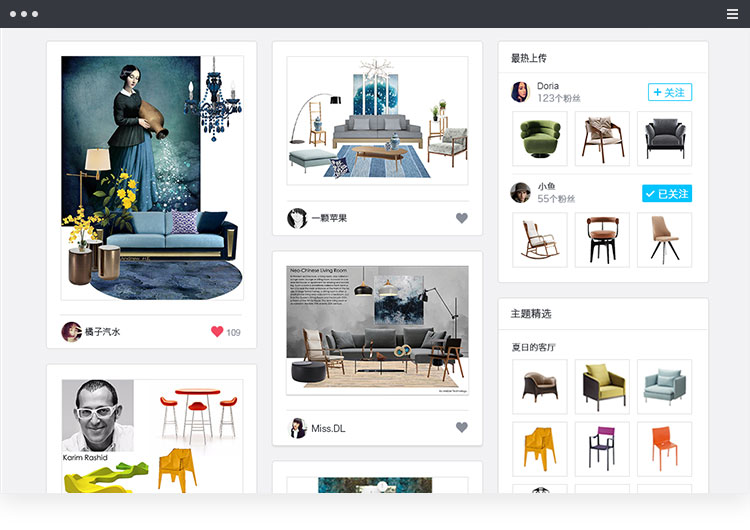 橘子汽水
109
Karim Rashid
一颗苹果
Neo-Chinese Living Room
Miss.DL
最热上传
Doria
123个粉丝
+ 关注
小鱼
55个粉丝
已关注
主题精选
夏日的客厅